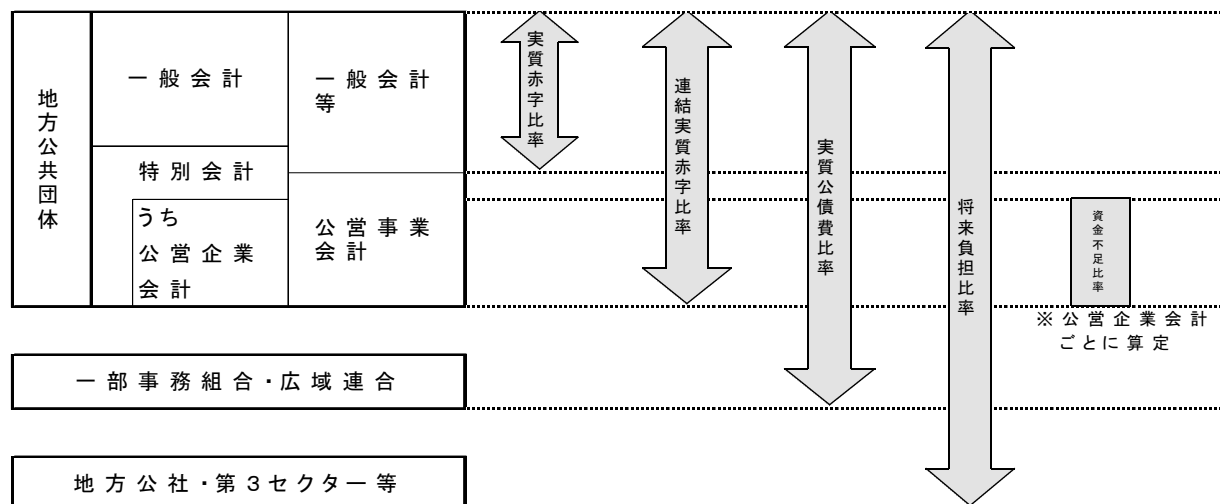 地方公共団体
一般会計
一般会計
等
特別会計
うち
公営企業
会計
公営事業
会計
実質赤字比率
連結実質赤字比率
実質公債費比率
将来負担比率
資金不足比率
※公営企業会計
ごとに算定
一部事務組合・広域連合
地方公社・第3セクター等